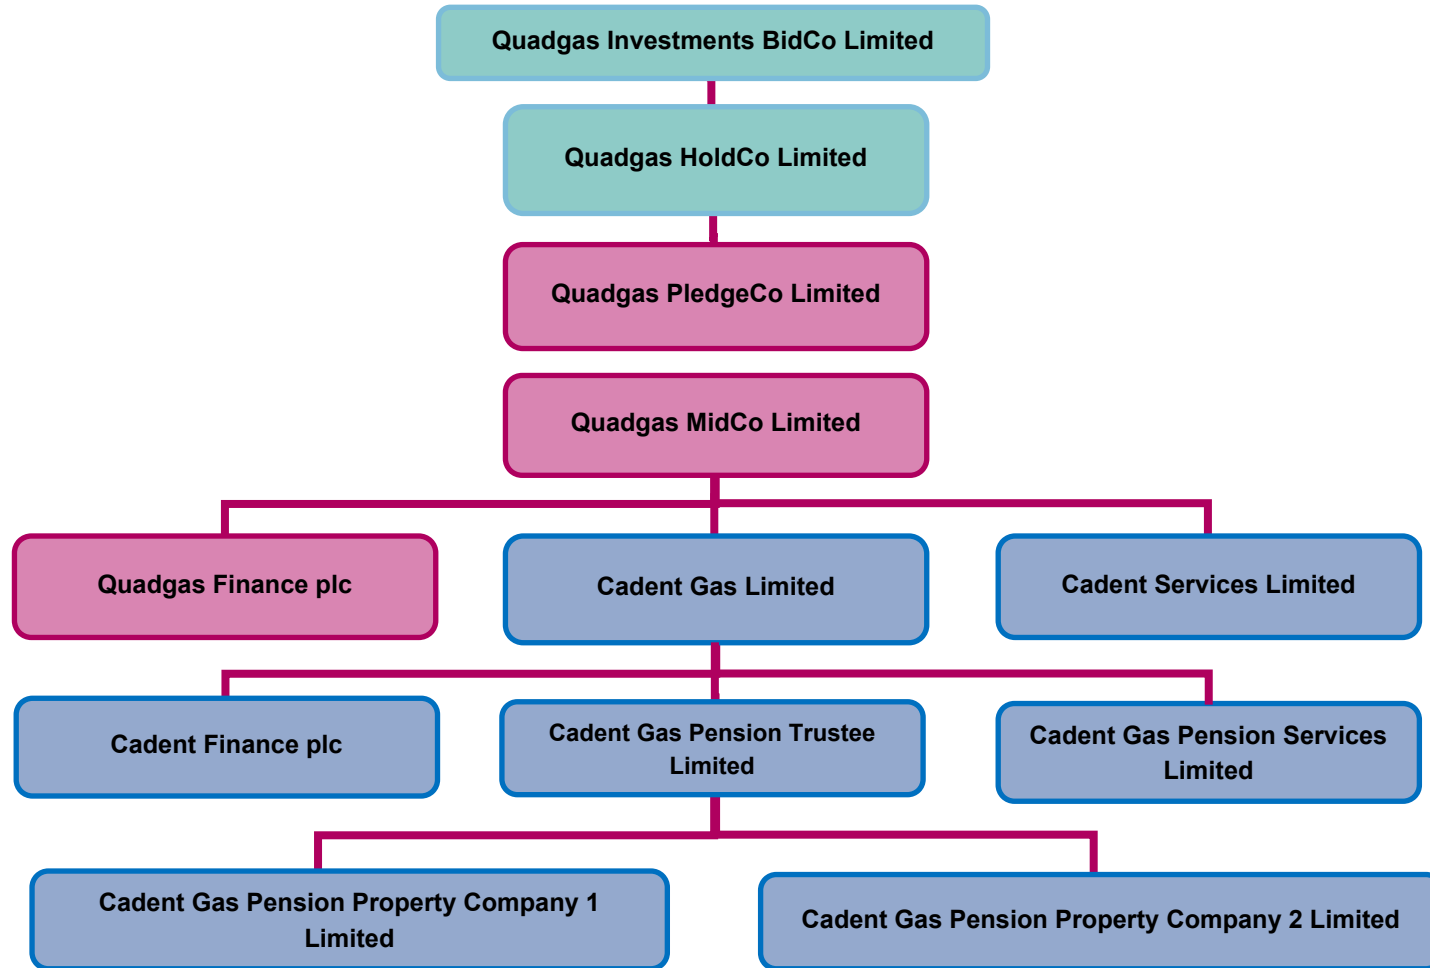 Quadgas Investments BidCo Limited
Quadgas HoldCo Limited
Quadgas PledgeCo Limited
Quadgas MidCo Limited
Quadgas Finance plc
Cadent Gas Limited
Cadent Services Limited
Cadent Finance plc
Cadent Gas Pension Trustee
Limited
Cadent Gas Pension Services
Limited
Cadent Gas Pension Property Company 1
Limited
Cadent Gas Pension Property Company 2 Limited